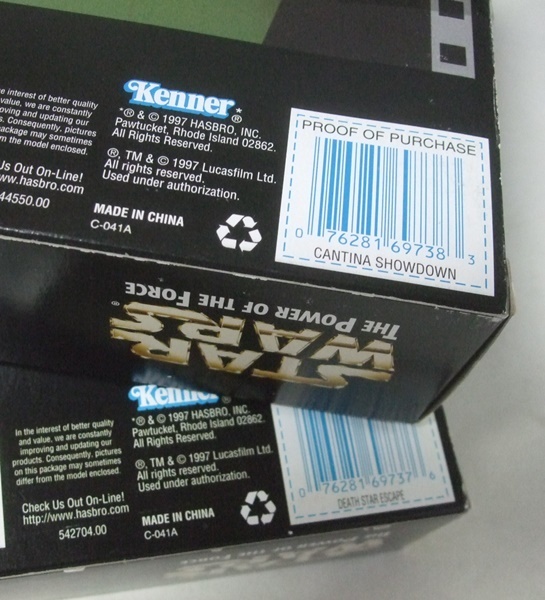 e interest of better quality
value, we are constantly
oving and updating our
s. Consequently, pictures
ackage may sometimes
m the model enclosed.
Us Out On-Line!
ww.hasbro.com
44550.00
Kenner®
*® & © 1997 HASBRO, INC.
Pawtucket, Rhode Island 02862.
All Rights Reserved.
®, TM & © 1997 Lucasfilm Ltd.
All rights reserved.
Used under authorization.
MADE IN CHINA
C-041A
PROOF OF PURCHASE
0 76281 69738 3
CANTINA SHOWDOWN
STAR
WARS®
THE POWER OF THE FORCE
In the interest of better quality
and value, we are constantly
improving and updating our
products. Consequently, pictures
on this package may sometimes
differ from the model enclosed.
Check Us Out On-Line!
http://www.hasbro.com
542704.00
Kenner
*® & © 1997 HASBRO, INC.
Pawtucket, Rhode Island 02862.
All Rights Reserved.
®, TM & © 1997 Lucasfilm Ltd.
All rights reserved.
Used under authorization.
MADE IN CHINA
C-041A
0 76281 69737 6
DEATH STAR ESCAPE
THE POWER OF THE FORCE